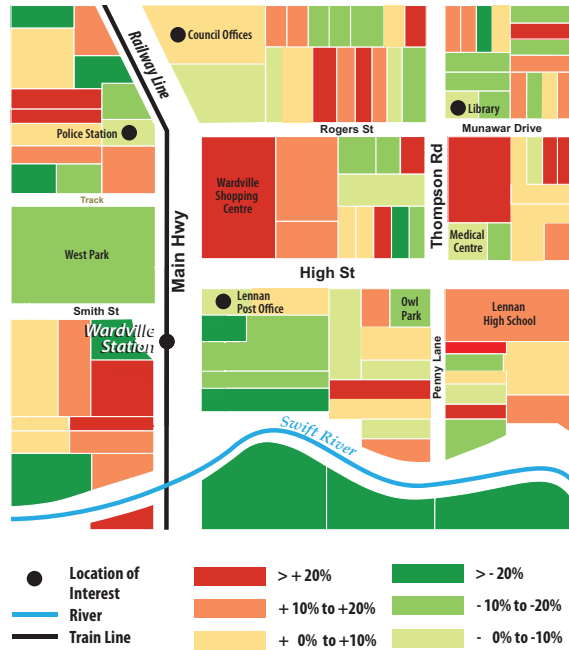 Railway Line
Council Offices
Library
Rogers St
Munawar Drive
Police Station
Track
Wardville
Shopping
Centre
Thompson Rd
Medical
Centre
West Park
Main Hwy
High St
Smith St
Lennan
Post Office
Owl
Park
Lennan
High School
Wardville
Station
Penny Lane
Swift River
Location of
Interest
River
Train Line
> + 20%
+ 10% to +20%
+ 0% to +10%
> - 20%
- 10% to -20%
- 0% to -10%